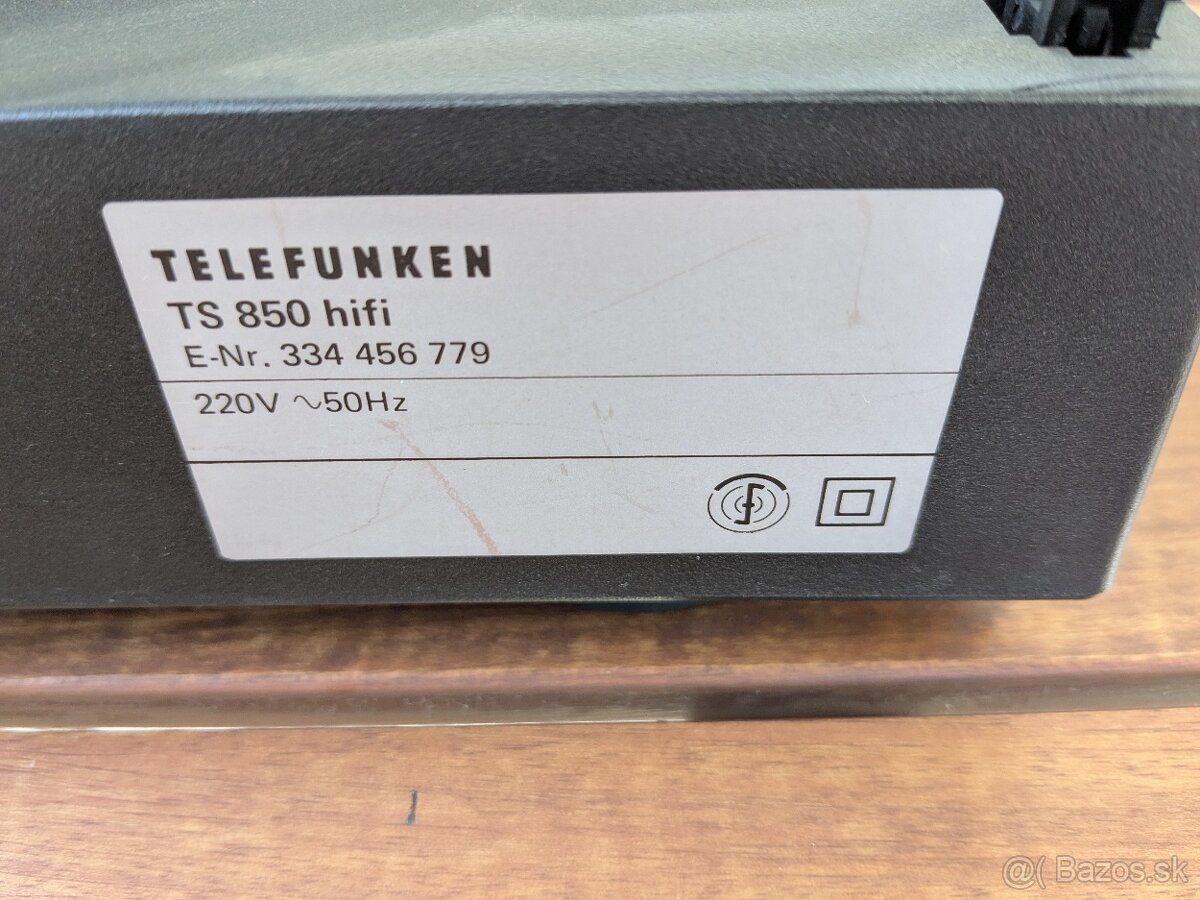 TELEFUNKEN
TS 850 hifi
E-Nr. 334 456 779
220V ~50Hz
@( Bazos.sk